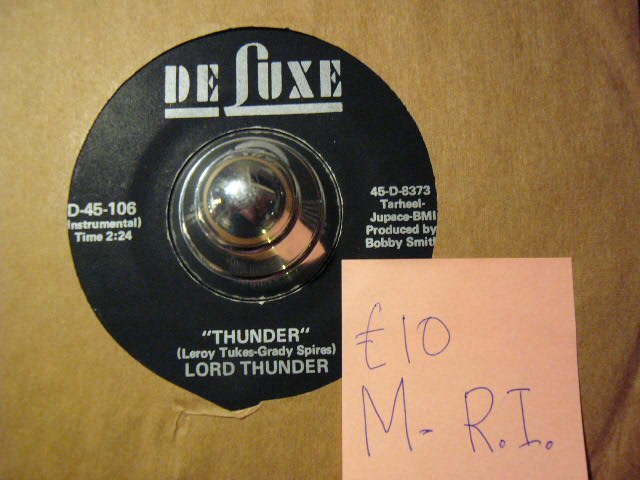 DE LUXE
D-45-106
Instrumental)
Time 2:24
45-D-8373
Tarheel-
Jupace-BMI
Produced by
Bobby Smith
"THUNDER"
(Leroy Tukes-Grady Spires)
LORD THUNDER
£10
M- R.I.